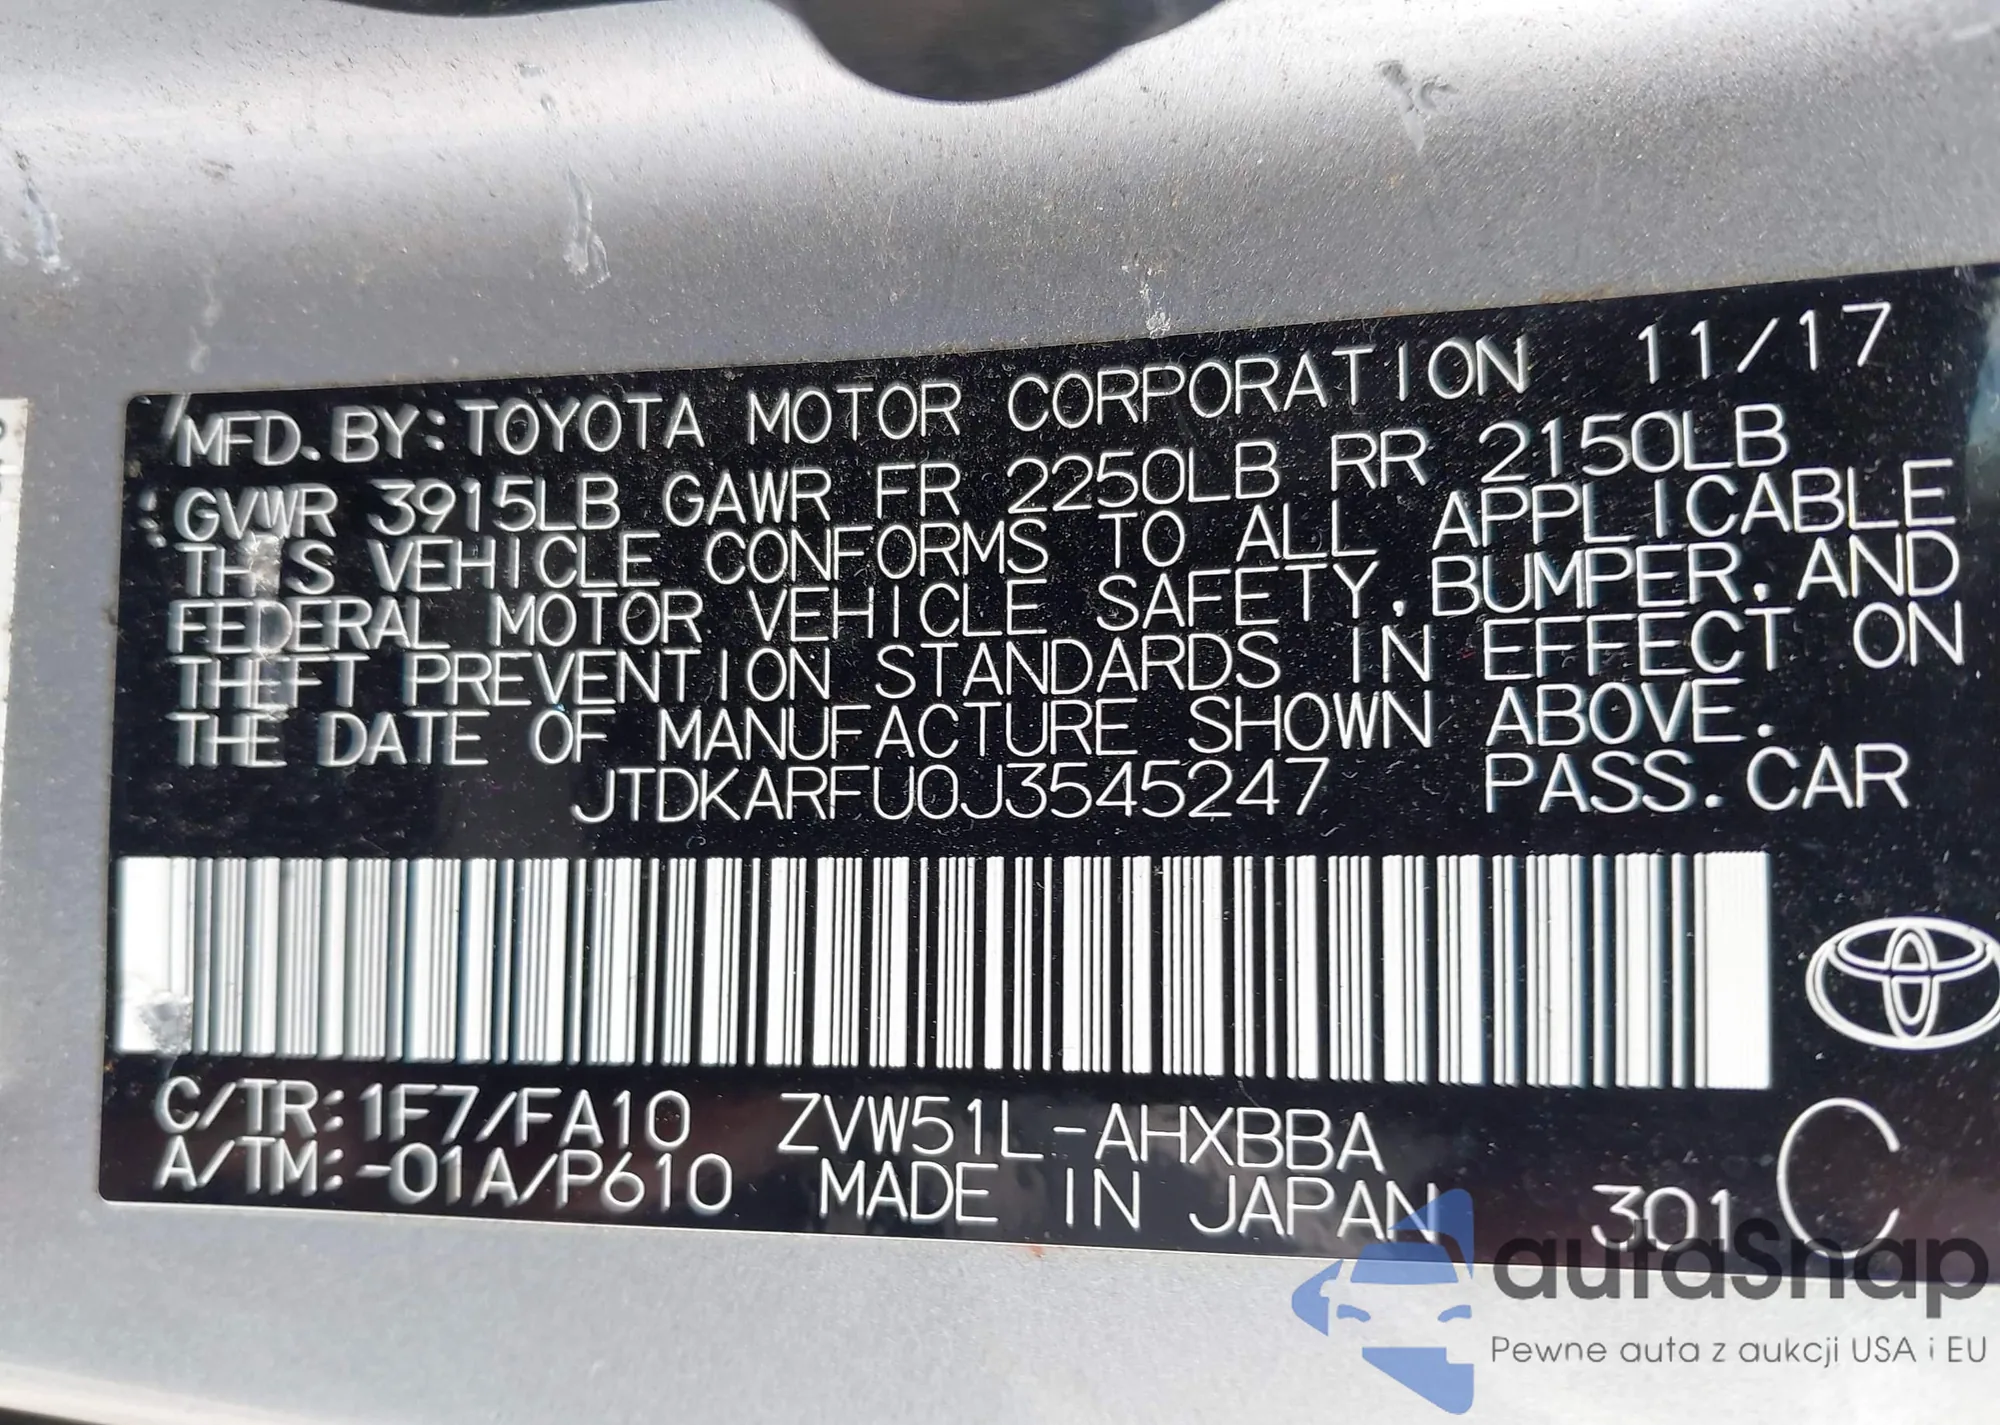 MFD. BY: TOYOTA MOTOR CORPORATION 11/17
GVWR 3915LB GAWR FR 2250LB RR 2150LB
THIS VEHICLE CONFORMS TO ALL APPLICABLE
FEDERAL MOTOR VEHICLE SAFETY, BUMPER, AND
THEFT PREVENTION STANDARDS IN EFFECT ON
THE DATE OF MANUFACTURE SHOWN ABOVE.
JTDKARFU0J3545247 PASS. CAR
C/TR: 1F7/FA10 ZVW51L-AHXBBA
A/TM: -01A/P610 MADE IN JAPAN 301 C
autaSnap
Pewne auta z aukcji USA i EU